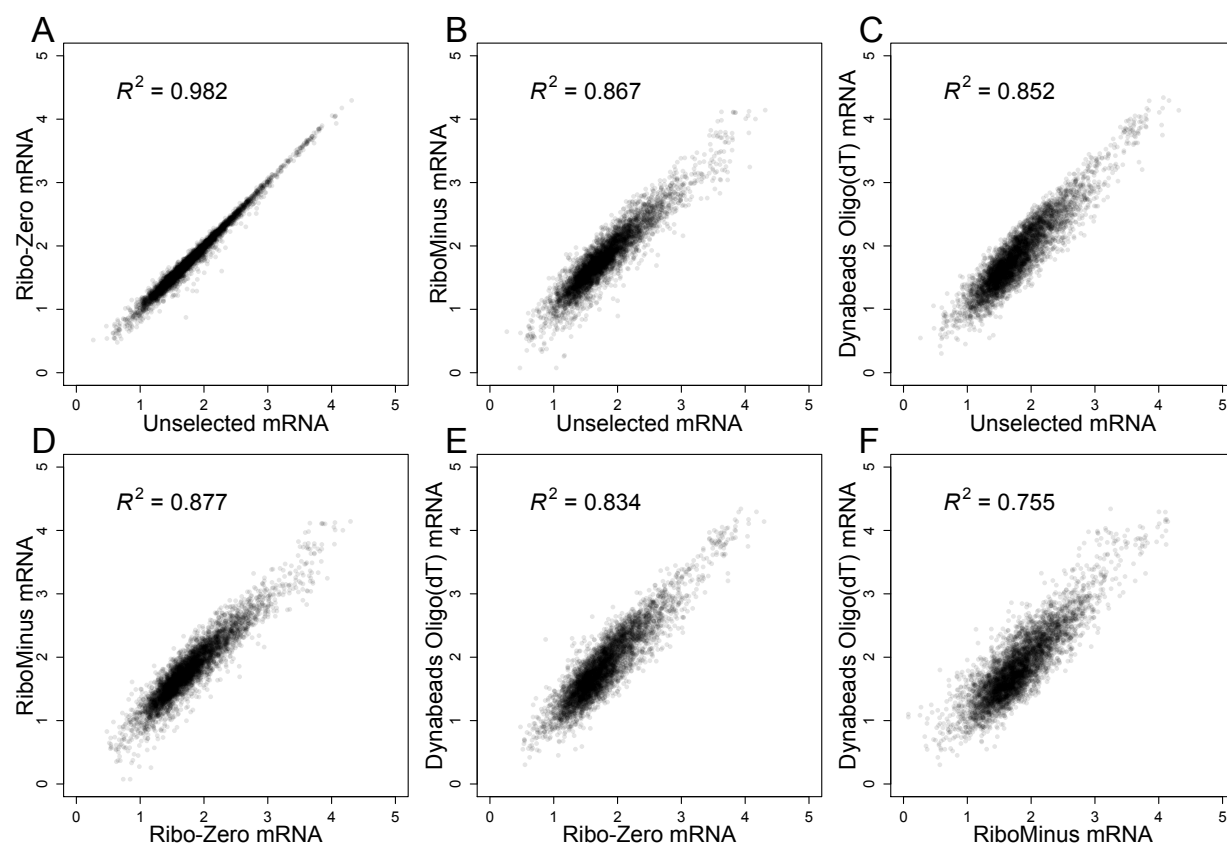 A
B
C
R² = 0.982
R² = 0.867
R² = 0.852
Ribo-Zero mRNA
RiboMinus mRNA
Dynabeads Oligo(dT) mRNA
0 1 2 3 4 5
0 1 2 3 4 5
0 1 2 3 4 5
0 1 2 3 4 5
0 1 2 3 4 5
0 1 2 3 4 5
Unselected mRNA
Unselected mRNA
Unselected mRNA
D
E
F
R² = 0.877
R² = 0.834
R² = 0.755
RiboMinus mRNA
Dynabeads Oligo(dT) mRNA
Dynabeads Oligo(dT) mRNA
0 1 2 3 4 5
0 1 2 3 4 5
0 1 2 3 4 5
0 1 2 3 4 5
0 1 2 3 4 5
0 1 2 3 4 5
Ribo-Zero mRNA
Ribo-Zero mRNA
RiboMinus mRNA